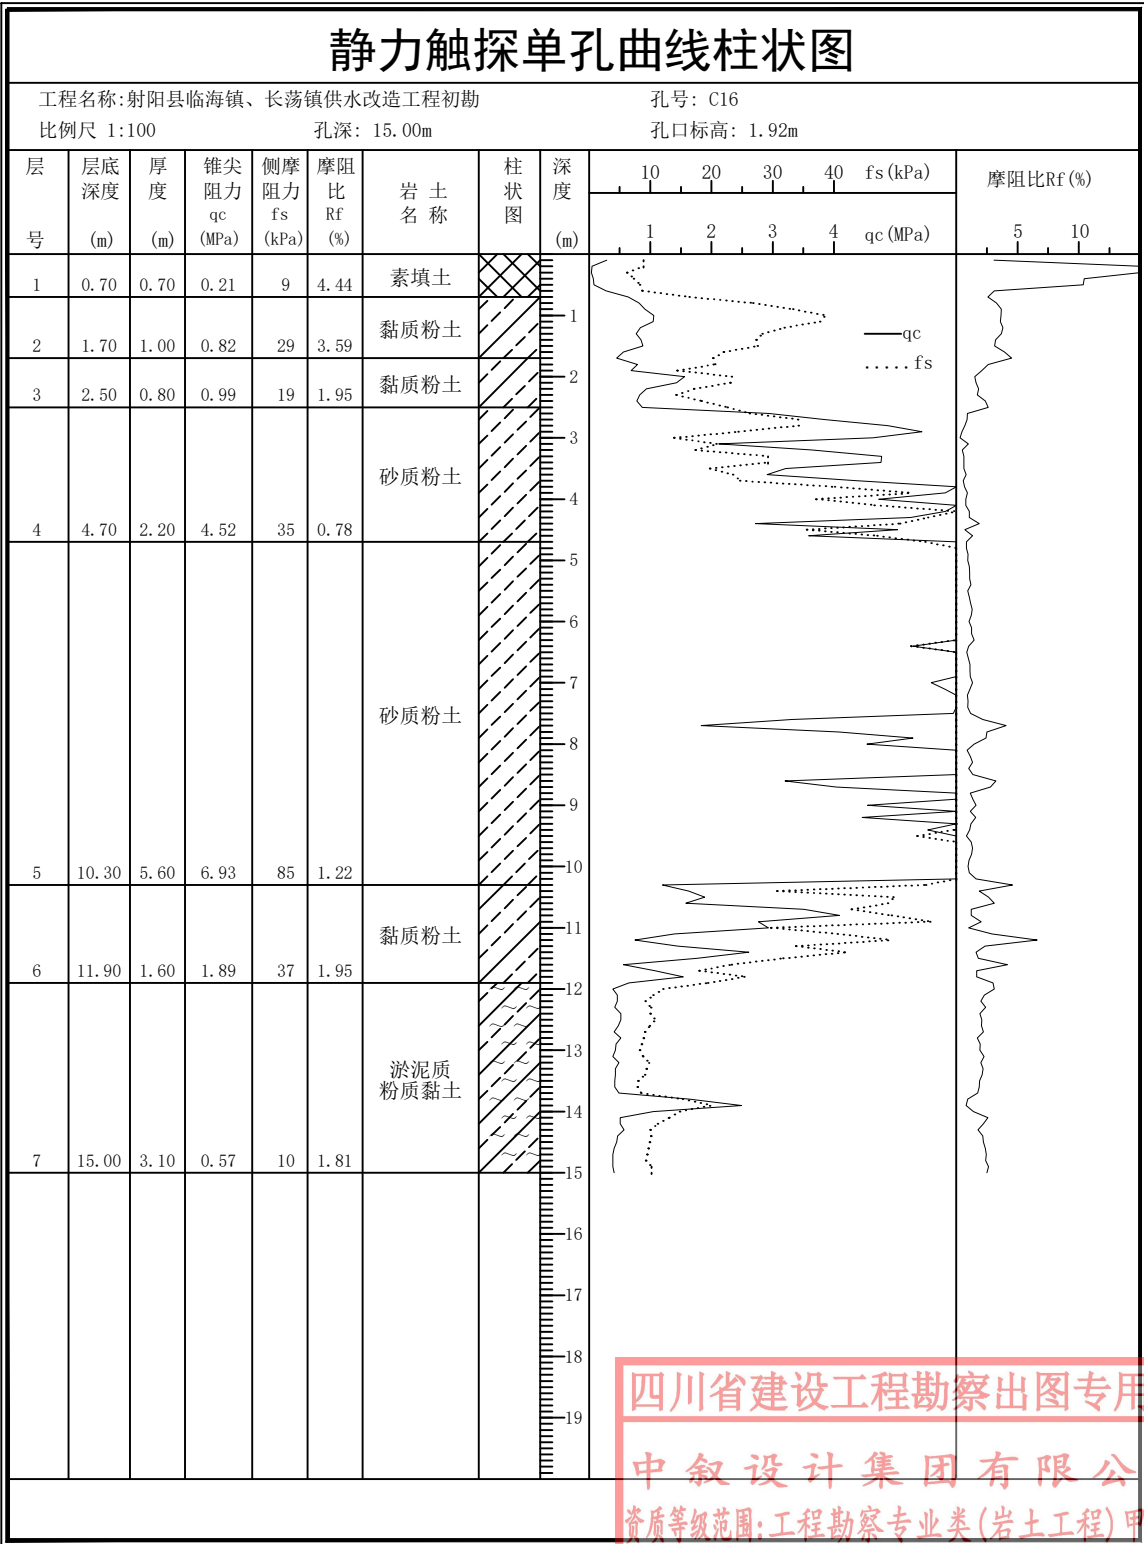 静力触探单孔曲线柱状图
工程名称:射阳县临海镇、长荡镇供水改造工程初勘 孔号: C16
比例尺 1:100 孔深: 15.00m 孔口标高: 1.92m
层号 层底深度(m) 厚度(m) 锥尖阻力qc(MPa) 侧摩阻力fs(kPa) 摩阻比Rf(%) 岩土名称 柱状图 深度(m)
10 20 30 40 fs(kPa)
1 2 3 4 qc(MPa)
摩阻比Rf(%)
5 10
1 0.70 0.70 0.21 9 4.44 素填土
2 1.70 1.00 0.82 29 3.59 黏质粉土
3 2.50 0.80 0.99 19 1.95 黏质粉土
4 4.70 2.20 4.52 35 0.78 砂质粉土
5 10.30 5.60 6.93 85 1.22 砂质粉土
6 11.90 1.60 1.89 37 1.95 黏质粉土
7 15.00 3.10 0.57 10 1.81 淤泥质粉质黏土
1
2
3
4
5
6
7
8
9
10
11
12
13
14
15
16
17
18
19
qc
.....fs
四川省建设工程勘察出图专用
中叙设计集团有限公
资质等级范围:工程勘察专业类(岩土工程)甲